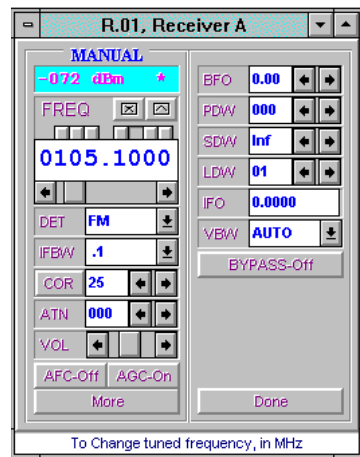 R.01, Receiver A
MANUAL
-072 dBm *
FREQ
0105.1000
DET FM
IFBW .1
COR 25
ATN 000
VOL
AFC-Off AGC-On
More
BFO 0.00
PDW 000
SDW Inf
LDW 01
IFO 0.0000
VBW AUTO
BYPASS-Off
Done
To Change tuned frequency, in MHz